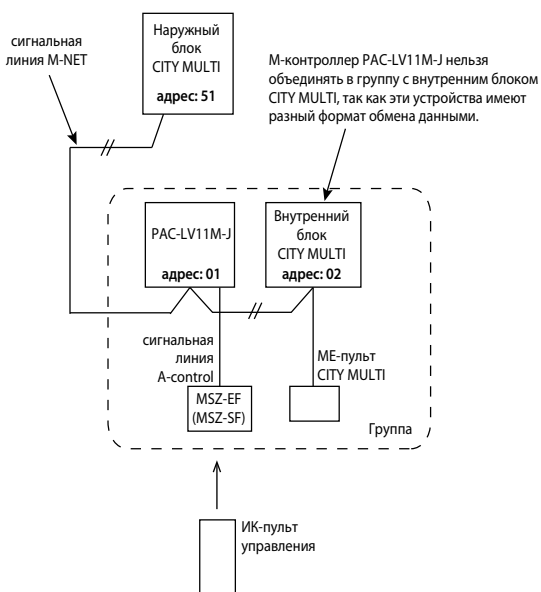 сигнальная
линия M-NET
Наружный
блок
CITY MULTI
адрес: 51
М-контроллер PAC-LV11M-J нельзя
объединять в группу с внутренним блоком
CITY MULTI, так как эти устройства имеют
разный формат обмена данными.
PAC-LV11M-J
адрес: 01
Внутренний
блок
CITY MULTI
адрес: 02
сигнальная
линия
A-control
MSZ-EF
(MSZ-SF)
МЕ-пульт
CITY MULTI
Группа
ИК-пульт
управления